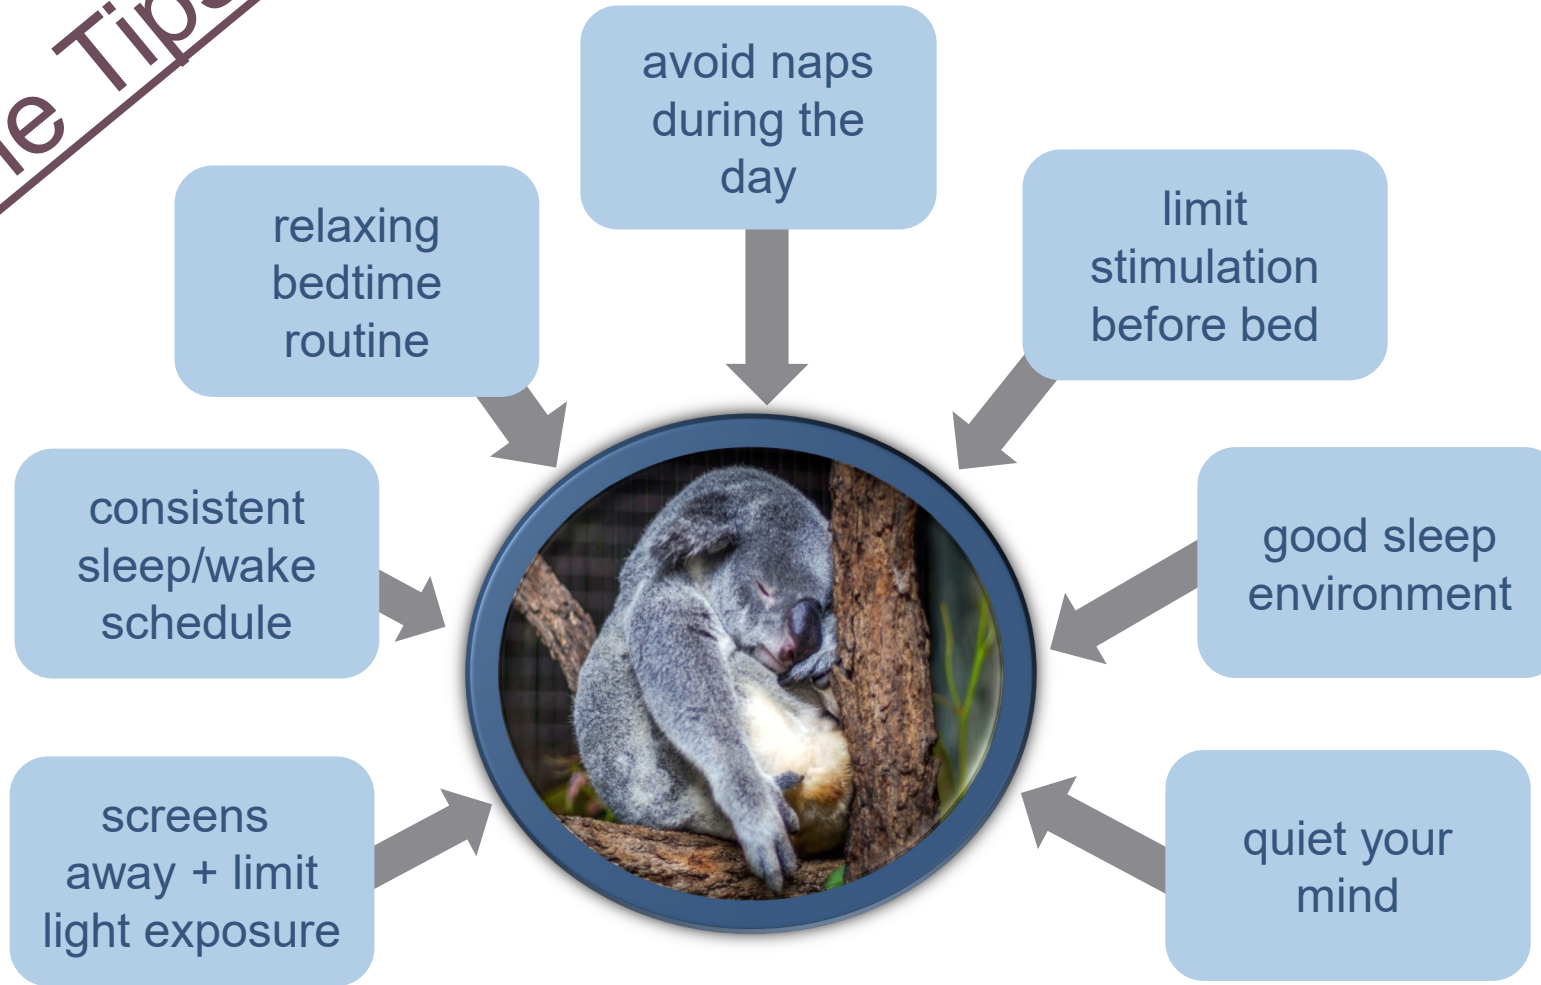 Tips
avoid naps
during the
day
relaxing
bedtime
routine
limit
stimulation
before bed
consistent
sleep/wake
schedule
good sleep
environment
screens
away + limit
light exposure
quiet your
mind